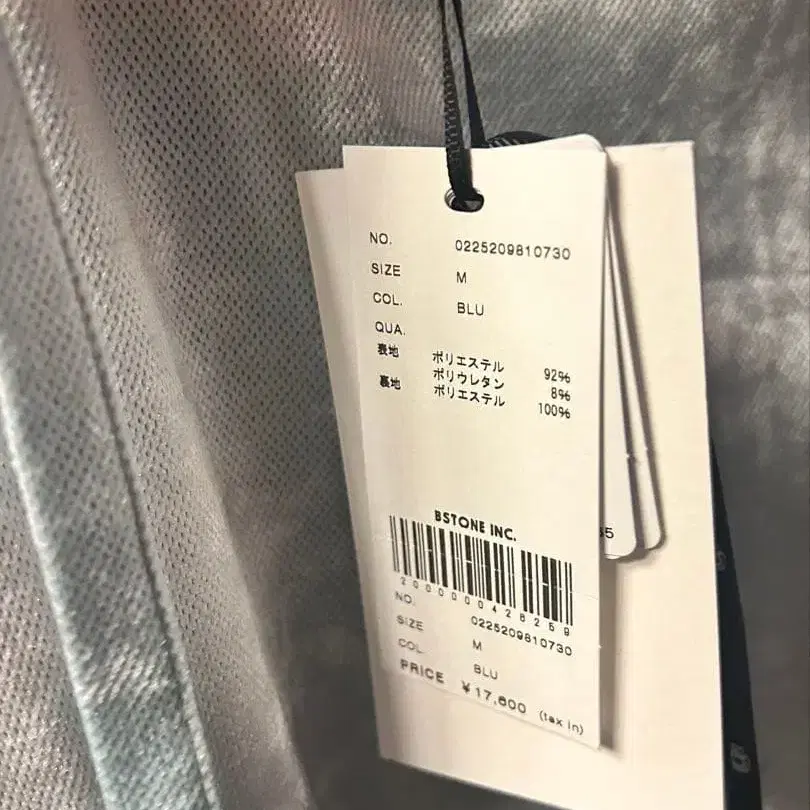 NO. 0225209810730
SIZE M
COL. BLU
QUA.
表地 ポリエステル 92%
ポリウレタン 8%
裏地 ポリエステル 100%
BSTONE INC.
2000000428259
NO. 0225209810730
SIZE M
COL. BLU
PRICE ¥17,600 (tax in)